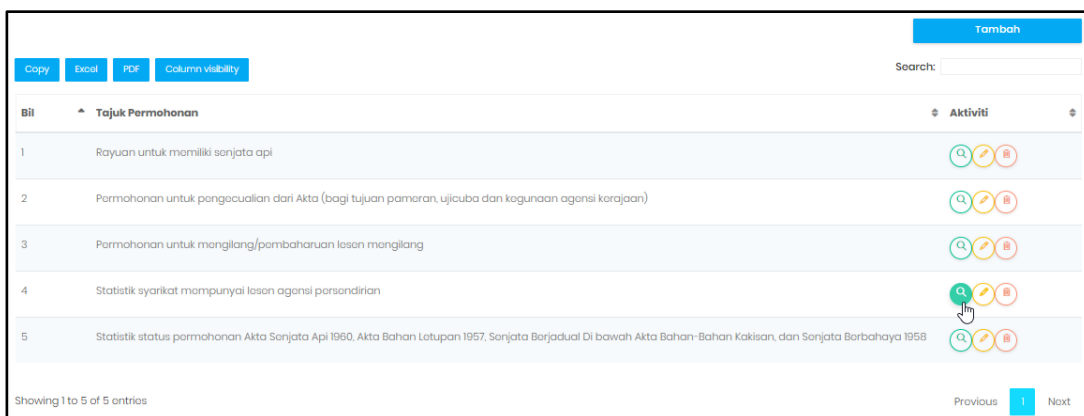 Tambah
Copy Excel PDF Column visibility Search:
Bil Tajuk Permohonan Aktiviti
1 Rayuan untuk memiliki senjata api
2 Permohonan untuk pengecualian dari Akta (bagi tujuan pameran, ujicuba dan kegunaan agensi kerajaan)
3 Permohonan untuk mengilang/pembaharuan lesen mengilang
4 Statistik syarikat mempunyai lesen agensi persendirian
5 Statistik status permohonan Akta Senjata Api 1960, Akta Bahan Letupan 1957, Senjata Berjadual Di bawah Akta Bahan-Bahan Kakisan, dan Senjata Berbahaya 1958
Showing 1 to 5 of 5 entries Previous 1 Next